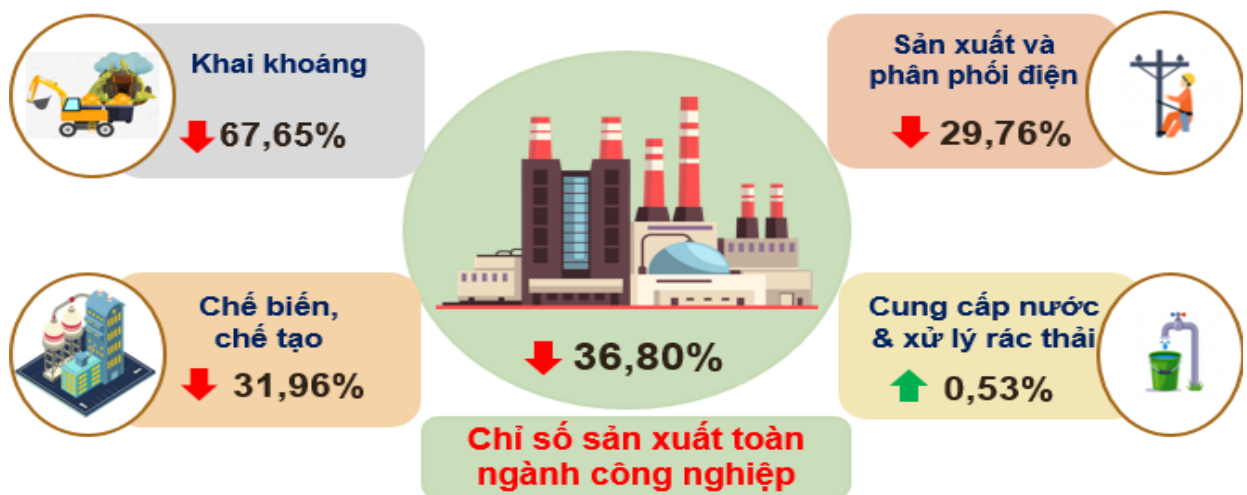 Khai khoáng
67,65%
Sản xuất và
phân phối điện
29,76%
Chế biến,
chế tạo
31,96%
36,80%
Cung cấp nước
& xử lý rác thải
0,53%
Chỉ số sản xuất toàn
ngành công nghiệp